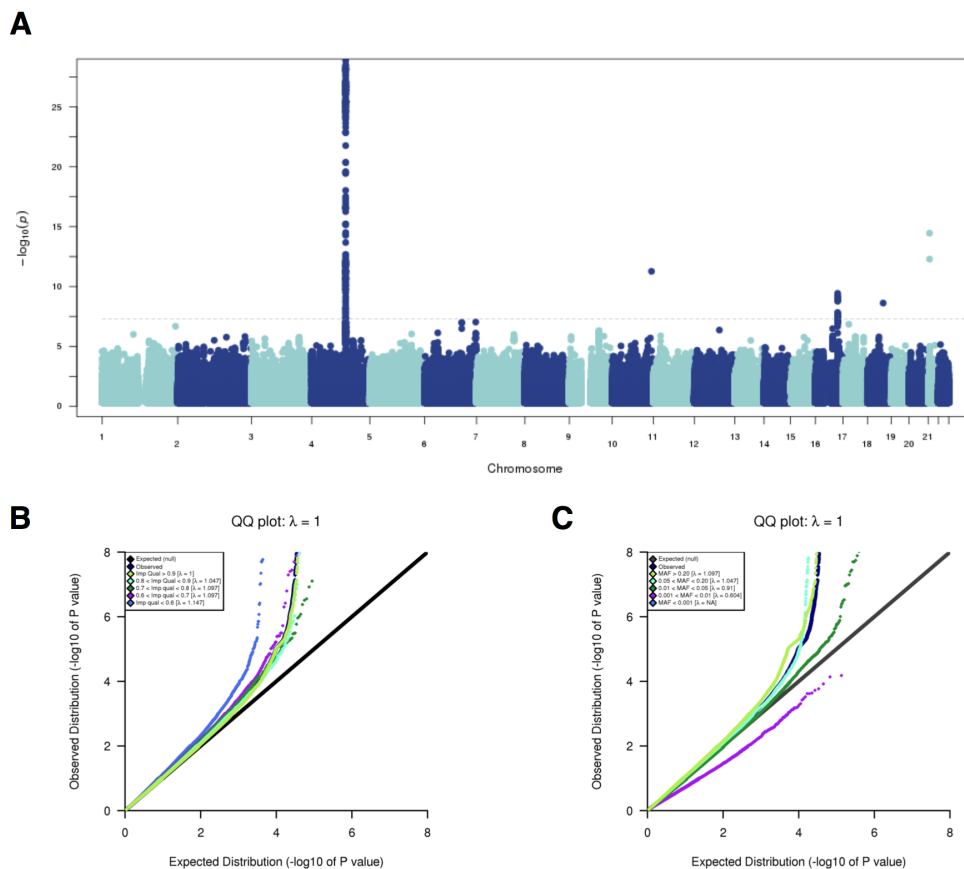 A
− log10(p)
25
20
15
10
5
0
1
2
3
4
5
6
7
8
9
10
11
12
13
14
15
16
17
18
19
20
21
Chromosome
B
QQ plot: λ = 1
Observed Distribution (-log10 of P value)
8
6
4
2
0
Expected (null)
Observed
Imp Qual > 0.9 [λ = 1]
0.8 < Imp Qual < 0.9 [λ = 1.047]
0.7 < Imp qual < 0.8 [λ = 1.097]
0.6 < Imp qual < 0.7 [λ = 1.097]
Imp qual < 0.6 [λ = 1.147]
0 2 4 6 8
Expected Distribution (-log10 of P value)
C
QQ plot: λ = 1
Observed Distribution (-log10 of P value)
8
6
4
2
0
Expected (null)
Observed
MAF > 0.20 [λ = 1.097]
0.05 < MAF < 0.20 [λ = 1.047]
0.01 < MAF < 0.05 [λ = 0.91]
0.001 < MAF < 0.01 [λ = 0.604]
MAF < 0.001 [λ = NA]
0 2 4 6 8
Expected Distribution (-log10 of P value)